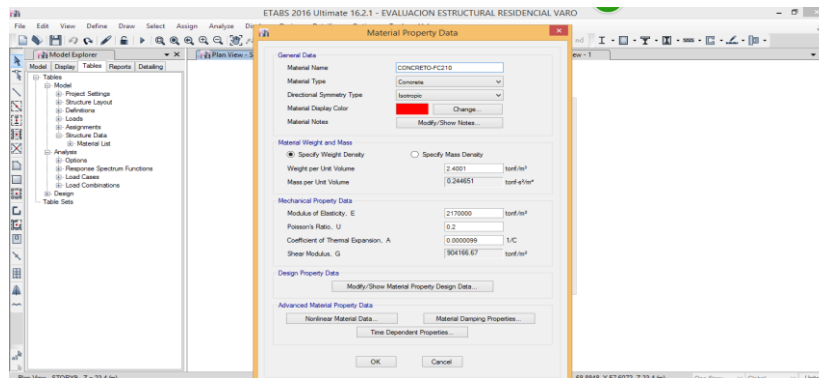 ETABS 2016 Ultimate 16.2.1 - EVALUACION ESTRUCTURAL RESIDENCIAL VARO
File Edit View Define Draw Select Assign Analyze
Model Explorer
Plan View - S
Model Display Tables Reports Detailing
Tables
Model
Project Settings
Structure Layout
Definitions
Loads
Assignments
Structure Data
Material List
Analysis
Options
Response Spectrum Functions
Load Cases
Load Combinations
Design
Table Sets
Material Property Data
General Data
Material Name CONCRETO-FC210
Material Type Concrete
Directional Symmetry Type Isotropic
Material Display Color Change...
Material Notes Modify/Show Notes...
Material Weight and Mass
Specify Weight Density Specify Mass Density
Weight per Unit Volume 2.4001 tonf/m³
Mass per Unit Volume 0.244651 tonf-s²/m⁴
Mechanical Property Data
Modulus of Elasticity, E 2170000 tonf/m²
Poisson's Ratio, U 0.2
Coefficient of Thermal Expansion, A 0.0000099 1/C
Shear Modulus, G 904166.67 tonf/m²
Design Property Data
Modify/Show Material Property Design Data...
Advanced Material Property Data
Nonlinear Material Data... Material Damping Properties...
Time Dependent Properties...
OK Cancel